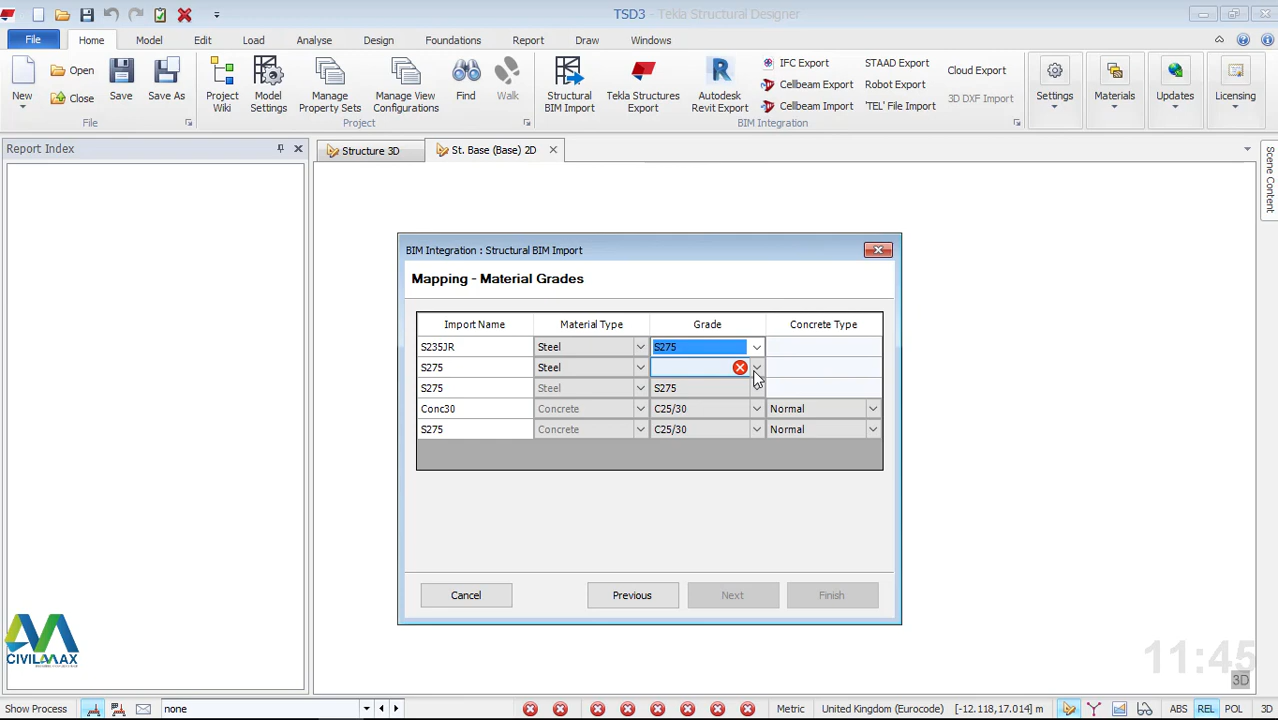 TSD3 - Tekla Structural Designer
File
Home
Model
Edit
Load
Analyse
Design
Foundations
Report
Draw
Windows
New
Open
Close
Save
Save As
File
Project Wiki
Model Settings
Manage Property Sets
Manage View Configurations
Find
Walk
Project
Structural BIM Import
Tekla Structures Export
Autodesk Revit Export
IFC Export
Cellbeam Export
Cellbeam Import
STAAD Export
Robot Export
'TEL' File Import
Cloud Export
3D DXF Import
BIM Integration
Settings
Materials
Updates
Licensing
Report Index
Structure 3D
St. Base (Base) 2D
Scene Content
BIM Integration : Structural BIM Import
Mapping - Material Grades
Import Name Material Type Grade Concrete Type
S235JR Steel S275
S275 Steel
S275 Steel S275
Conc30 Concrete C25/30 Normal
S275 Concrete C25/30 Normal
Cancel Previous Next Finish
CIVILMAX
11:45
3D
Show Process none Metric United Kingdom (Eurocode) [-12.118,17.014] m ABS REL POL 3D